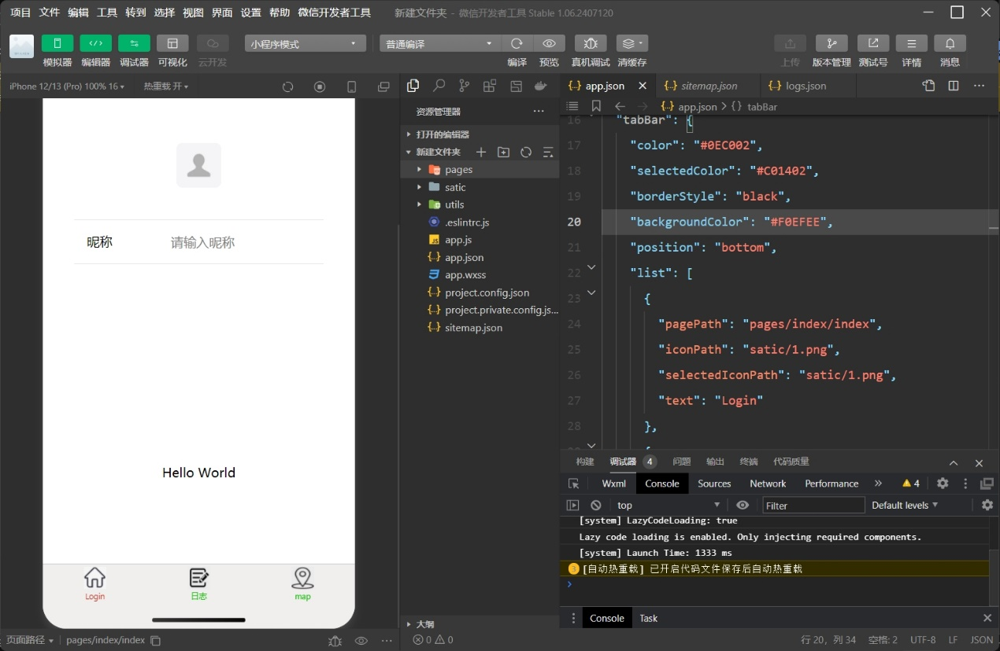 项目 文件 编辑 工具 转到 选择 视图 界面 设置 帮助 微信开发者工具 新建文件夹 - 微信开发者工具 Stable 1.06.2407120
小程序模式 普通编译
模拟器 编辑器 调试器 可视化 云开发 编译 预览 真机调试 清缓存 上传 版本管理 测试号 详情 消息
iPhone 12/13 (Pro) 100% 16 热重载 开
昵称 请输入昵称
Hello World
Login 日志 map
页面路径 pages/index/index
资源管理器
打开的编辑器
新建文件夹
pages
satic
utils
.eslintrc.js
JS app.js
{..} app.json
app.wxss
{..} project.config.json
{..} project.private.config.js...
{..} sitemap.json
大纲
0 0
{..} app.json {..} sitemap.json {..} logs.json
{..} app.json > {} tabBar
16 "tabBar": {
17 "color": "#0EC002",
18 "selectedColor": "#C01402",
19 "borderStyle": "black",
20 "backgroundColor": "#F0EFEE",
21 "position": "bottom",
22 "list": [
23 {
24 "pagePath": "pages/index/index",
25 "iconPath": "satic/1.png",
26 "selectedIconPath": "satic/1.png",
27 "text": "Login"
28 },
构建 调试器 4 问题 输出 终端 代码质量
Wxml Console Sources Network Performance » 4
top Filter Default levels
[system] LazyCodeLoading: true
Lazy code loading is enabled. Only injecting required components.
[system] Launch Time: 1333 ms
3 [自动热重载] 已开启代码文件保存后自动热重载
Console Task
行 20，列 34 空格: 2 UTF-8 LF JSON